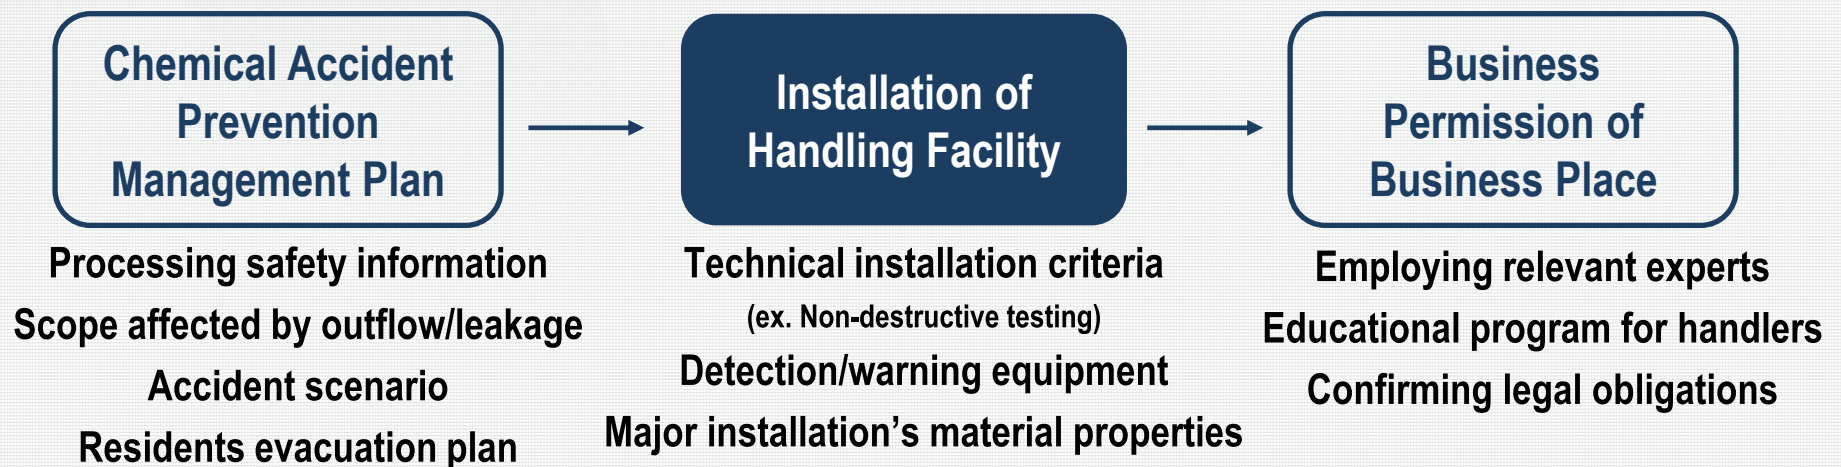 Chemical Accident
Prevention
Management Plan
Processing safety information
Scope affected by outflow/leakage
Accident scenario
Residents evacuation plan
Installation of
Handling Facility
Technical installation criteria
(ex. Non-destructive testing)
Detection/warning equipment
Major installation's material properties
Business
Permission of
Business Place
Employing relevant experts
Educational program for handlers
Confirming legal obligations